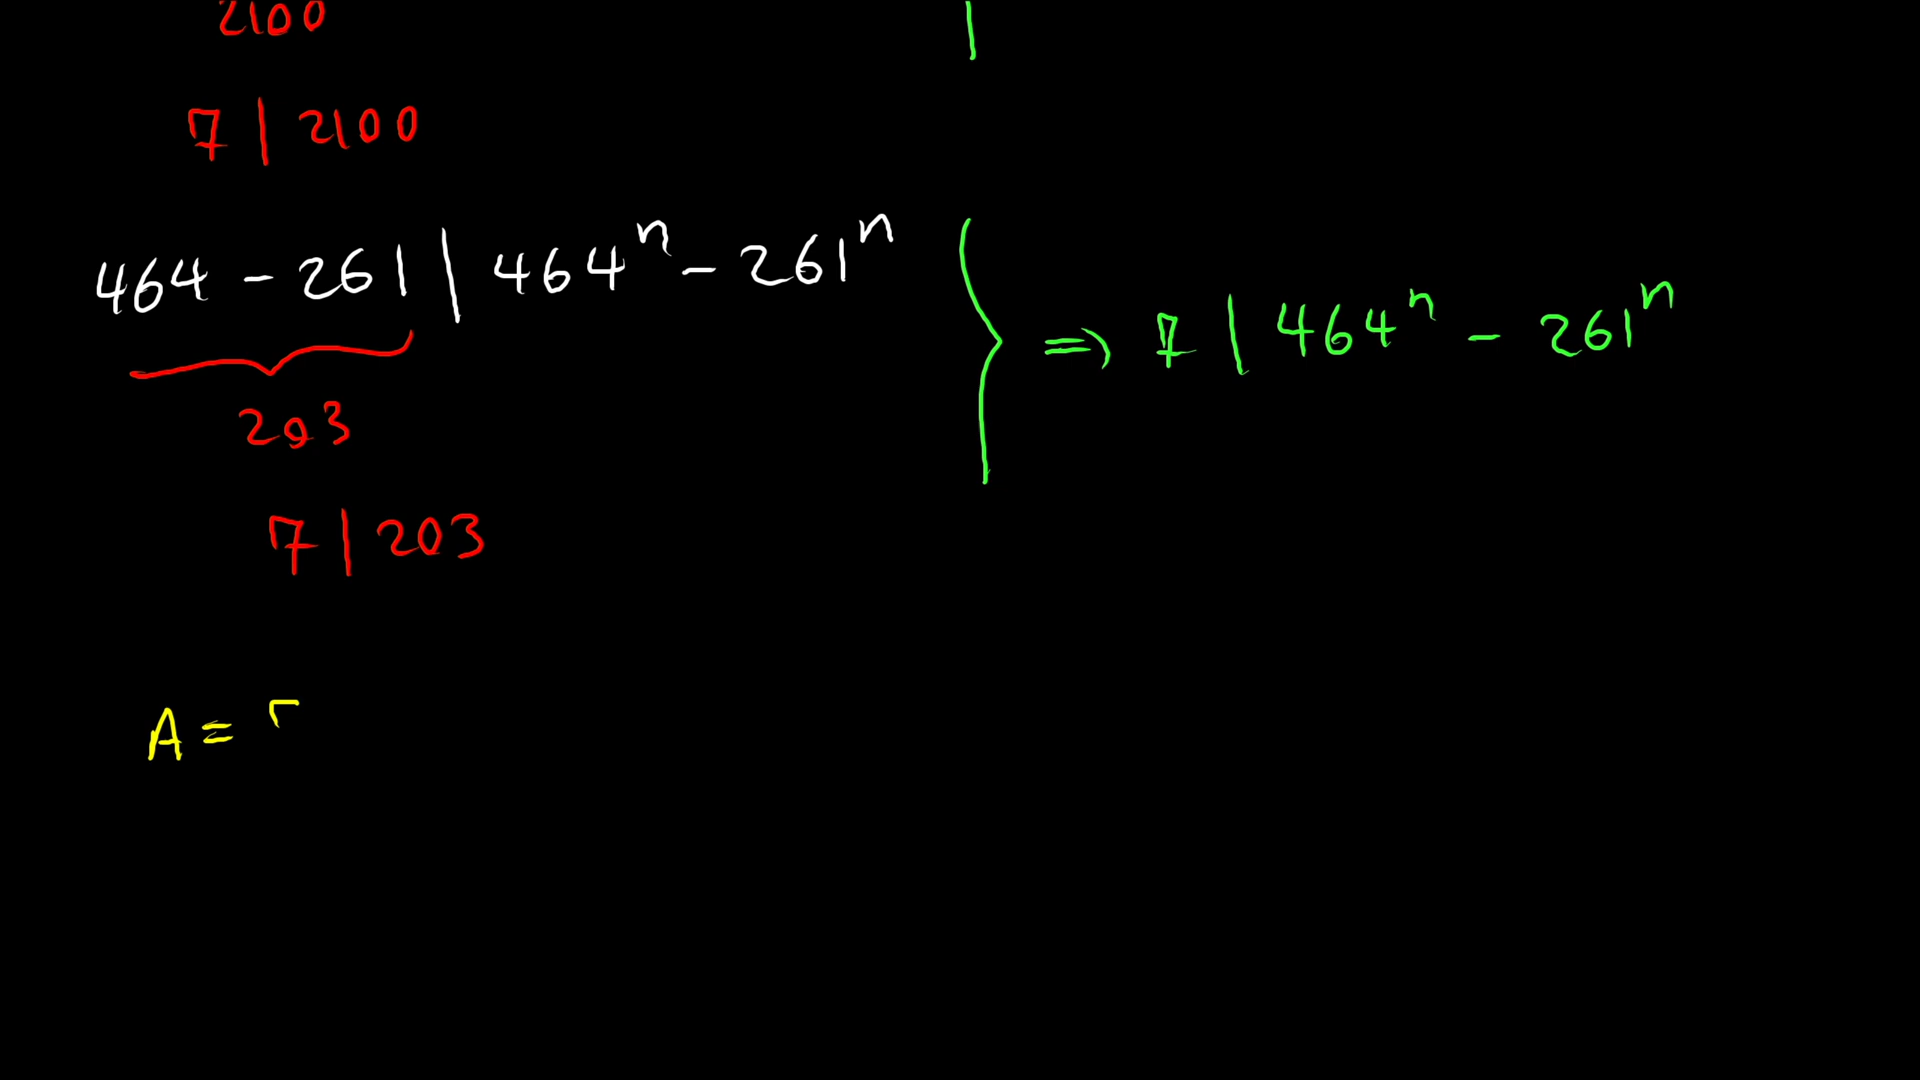 2100
7 | 2100
464 - 261 | 464ⁿ - 261ⁿ
⇒ 7 | 464ⁿ - 261ⁿ
203
7 | 203
A =